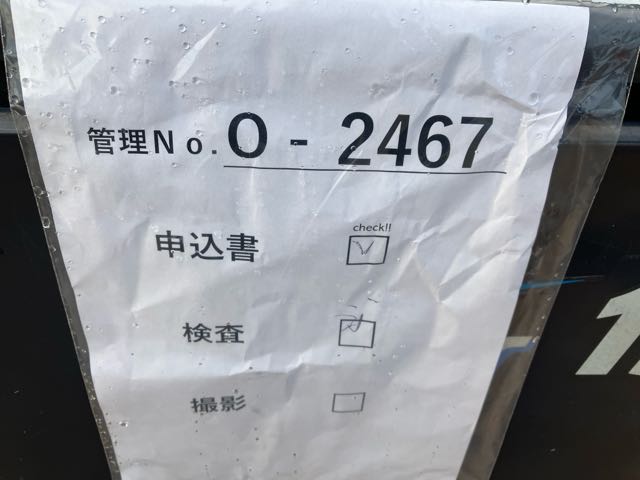 管理No. O - 2467
check!!
申込書 ☑
検査
撮影 ☐